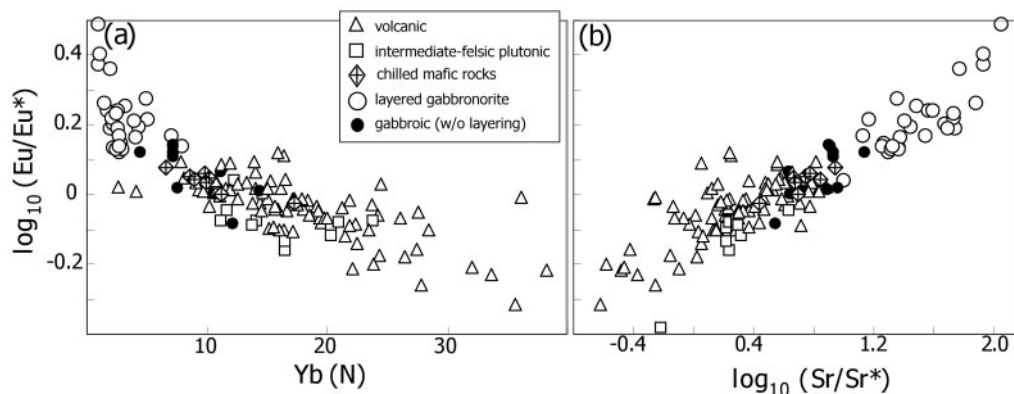 (a)
(b)
volcanic
intermediate-felsic plutonic
chilled mafic rocks
layered gabbronorite
gabbroic (w/o layering)
log10 (Eu/Eu*)
0.4
0.2
0
-0.2
10
20
30
Yb (N)
-0.4
0.4
1.2
2.0
log10 (Sr/Sr*)